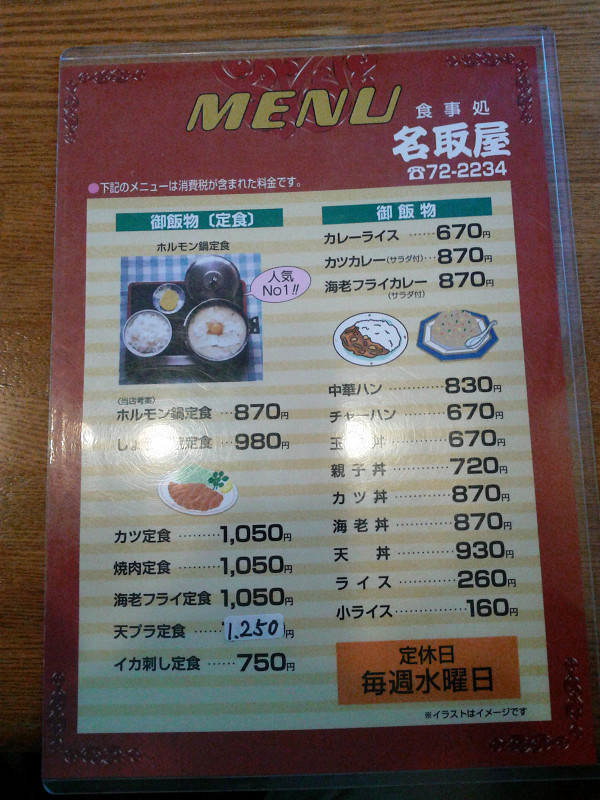 MENU
食事処
名取屋
☎72-2234
●下記のメニューは消費税が含まれた料金です。
御飯物〔定食〕
ホルモン鍋定食
人気
No1!!
〈当店考案〉
ホルモン鍋定食 …870円
しょ 定食 …980円
カツ定食 ………1,050円
焼肉定食 ………1,050円
海老フライ定食 1,050円
天プラ定食 ……1.250円
イカ刺し定食 ……750円
御飯物
カレーライス ……670円
カツカレー(サラダ付)…870円
海老フライカレー 870円
(サラダ付)
中華ハン …………830円
チャーハン ………670円
玉 丼 …………670円
親子丼 …………720円
カツ丼 …………870円
海老丼 …………870円
天丼 …………930円
ライス …………260円
小ライス …………160円
定休日
毎週水曜日
※イラストはイメージです